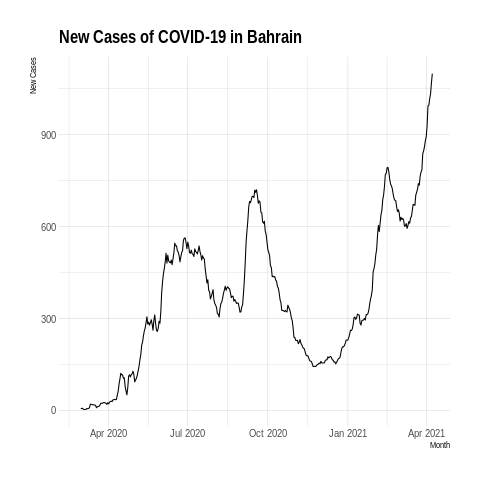 New Cases of COVID-19 in Bahrain
New Cases
900
600
300
0
Apr 2020 Jul 2020 Oct 2020 Jan 2021 Apr 2021
Month